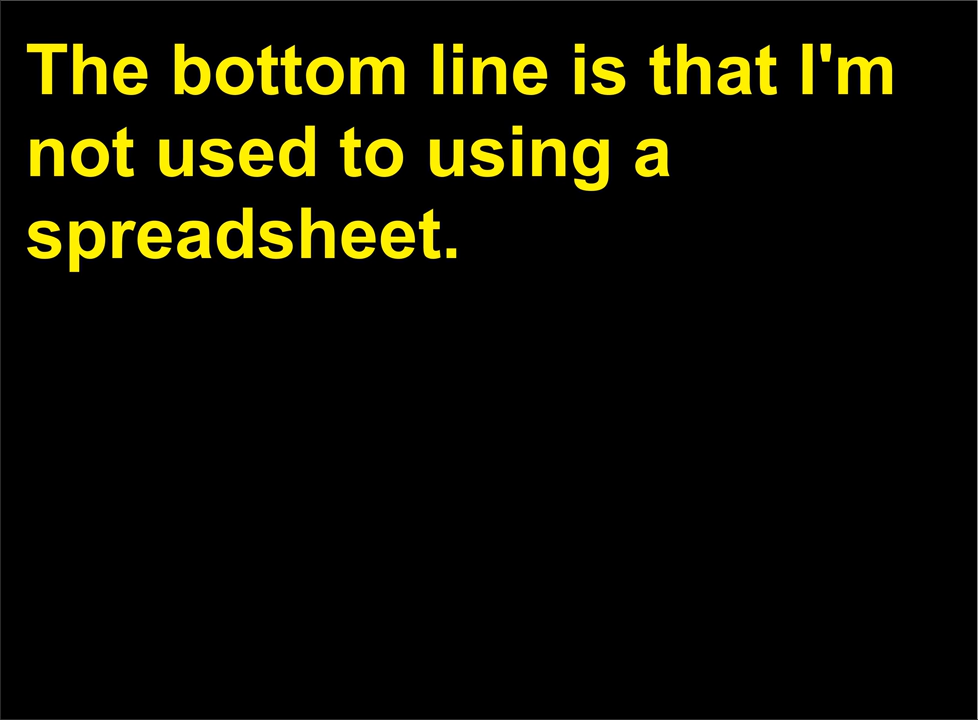 The bottom line is that I'm
not used to using a
spreadsheet.